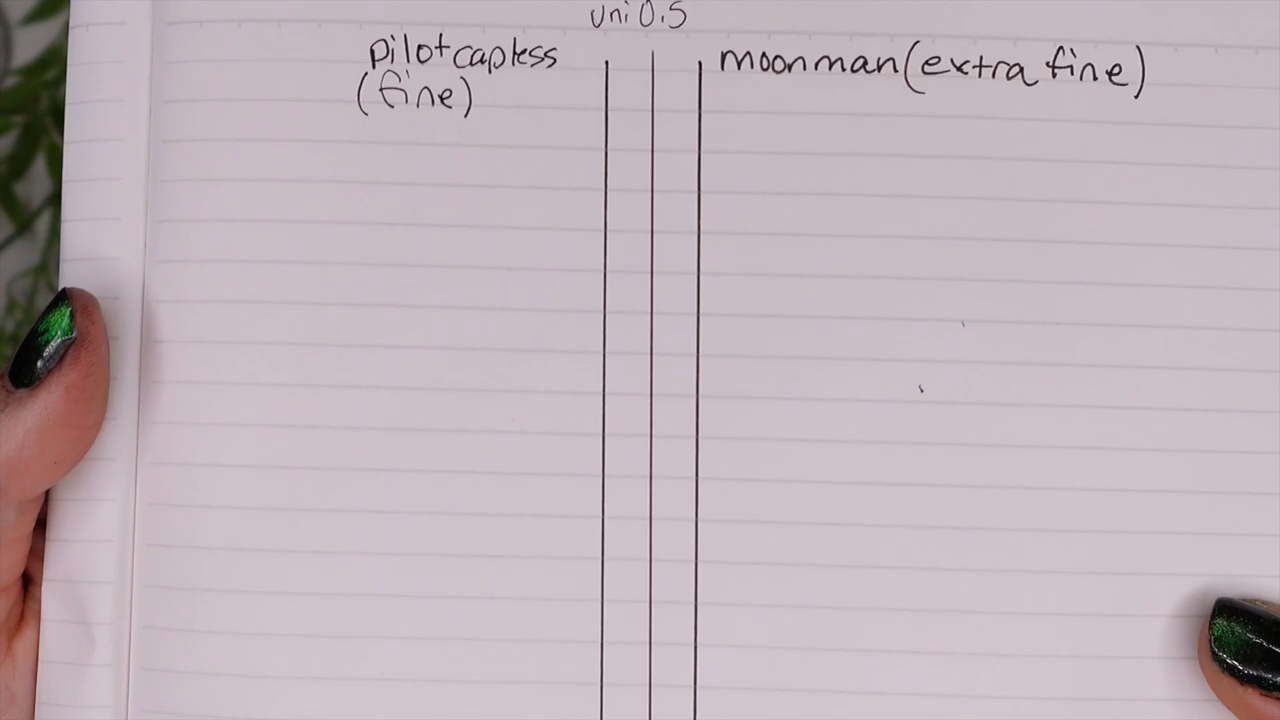 uni 0.5
pilot capless
(fine)
moonman (extra fine)